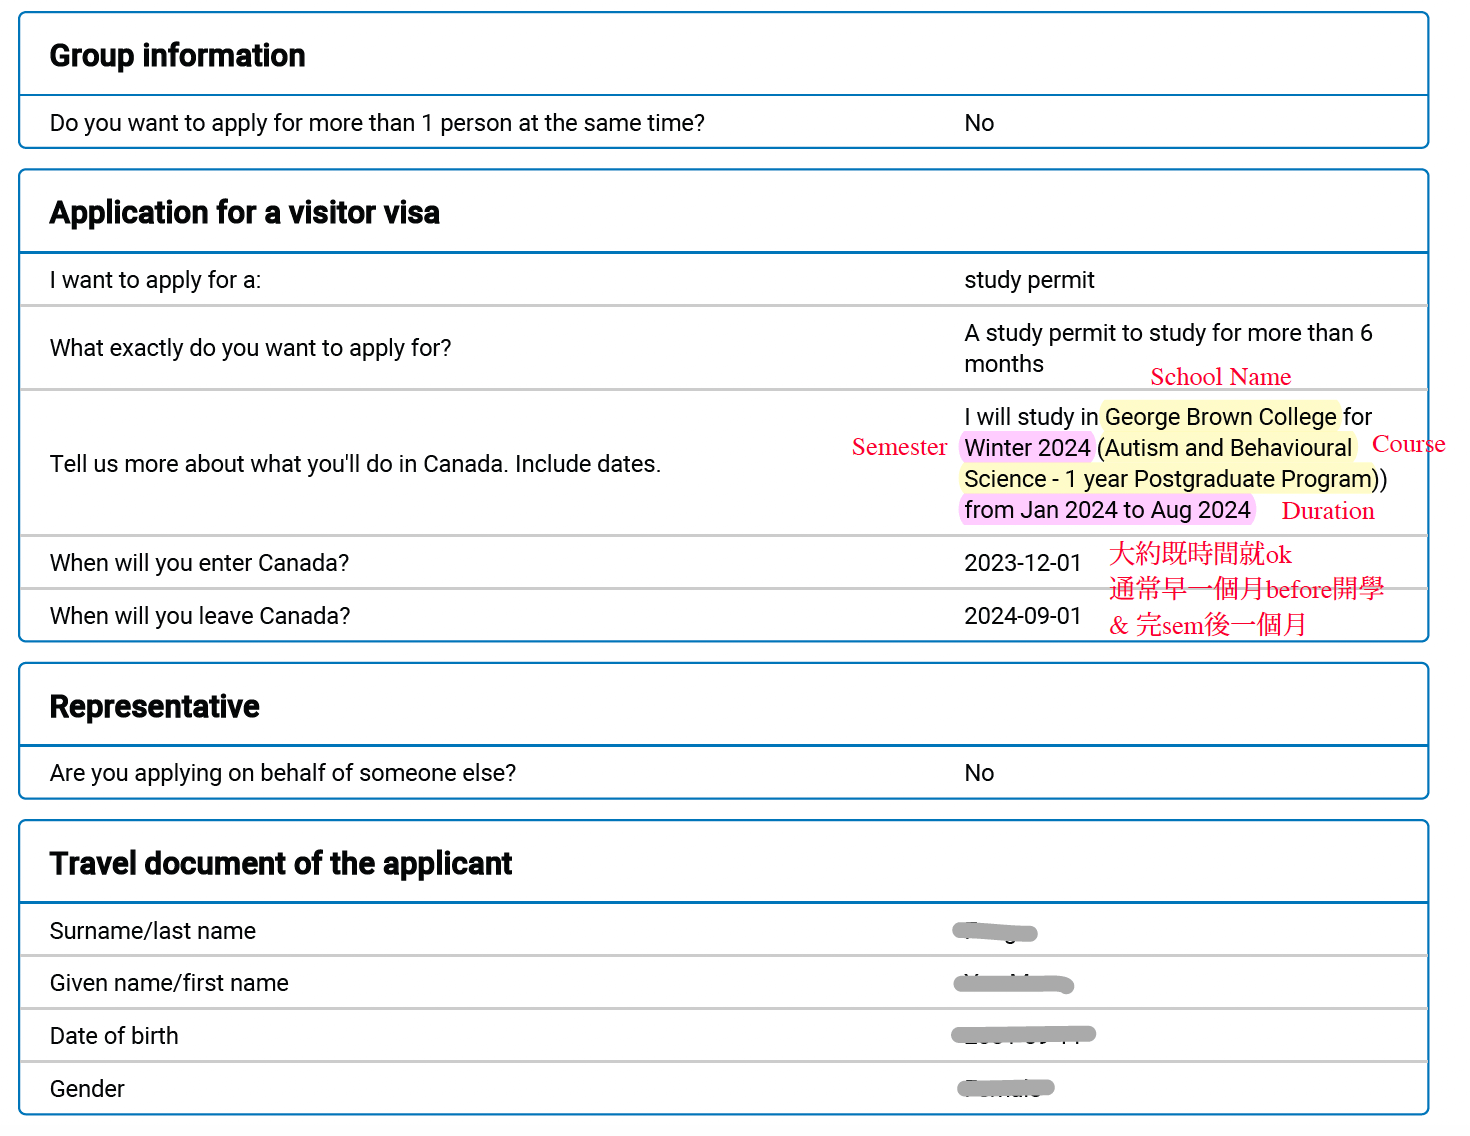 Group information
Do you want to apply for more than 1 person at the same time? No
Application for a visitor visa
I want to apply for a: study permit
What exactly do you want to apply for? A study permit to study for more than 6
months
School Name
Tell us more about what you'll do in Canada. Include dates. I will study in George Brown College for
Semester Winter 2024 (Autism and Behavioural Course
Science - 1 year Postgraduate Program))
from Jan 2024 to Aug 2024 Duration
When will you enter Canada? 2023-12-01 大約既時間就ok
通常早一個月before開學
When will you leave Canada? 2024-09-01 & 完sem後一個月
Representative
Are you applying on behalf of someone else? No
Travel document of the applicant
Surname/last name
Given name/first name
Date of birth
Gender